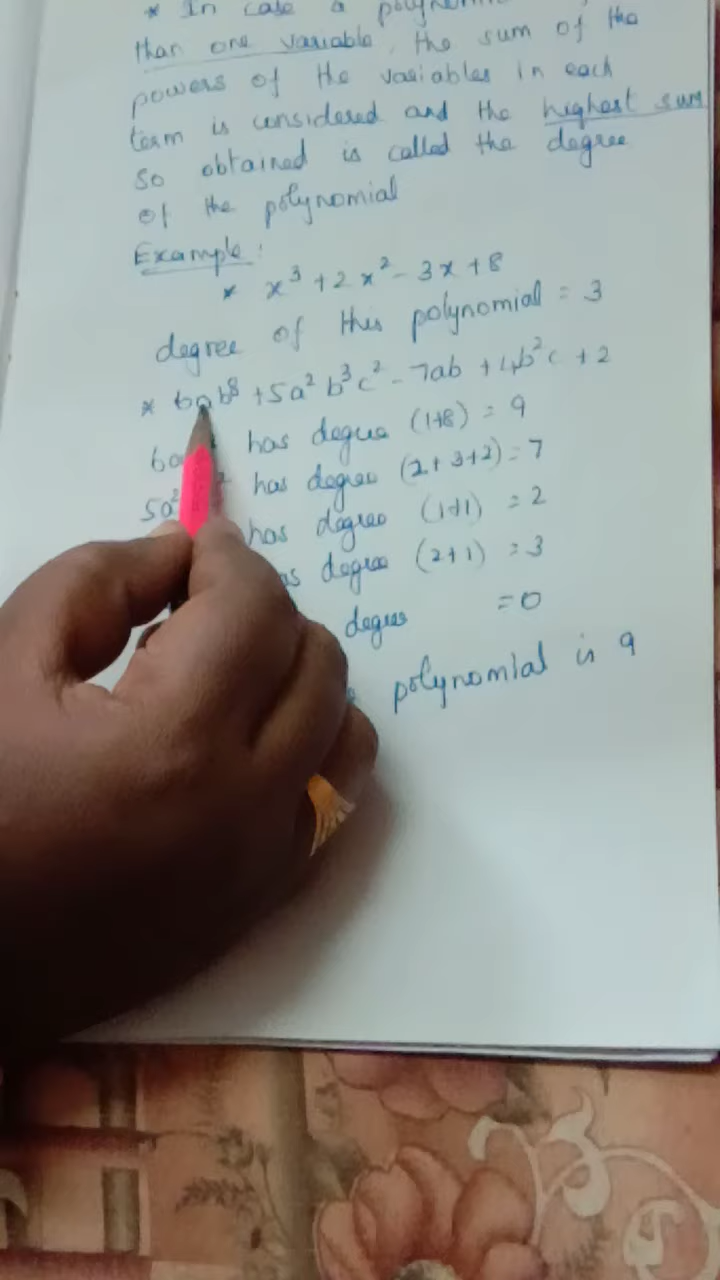 * In case a
than one variable, the sum of the
powers of the variables in each
term is considered and the highest sum
so obtained is called the degree
of the polynomial
Example:
* x³ + 2x² - 3x + 8
degree of this polynomial = 3
* 6ab⁸ + 5a²b³c² - 7ab + 4b²c + 2
has degree (1+8) = 9
5a² has degree (2+3+2) = 7
has degree (1+1) = 2
degree (2+1) = 3
degree = 0
polynomial is 9